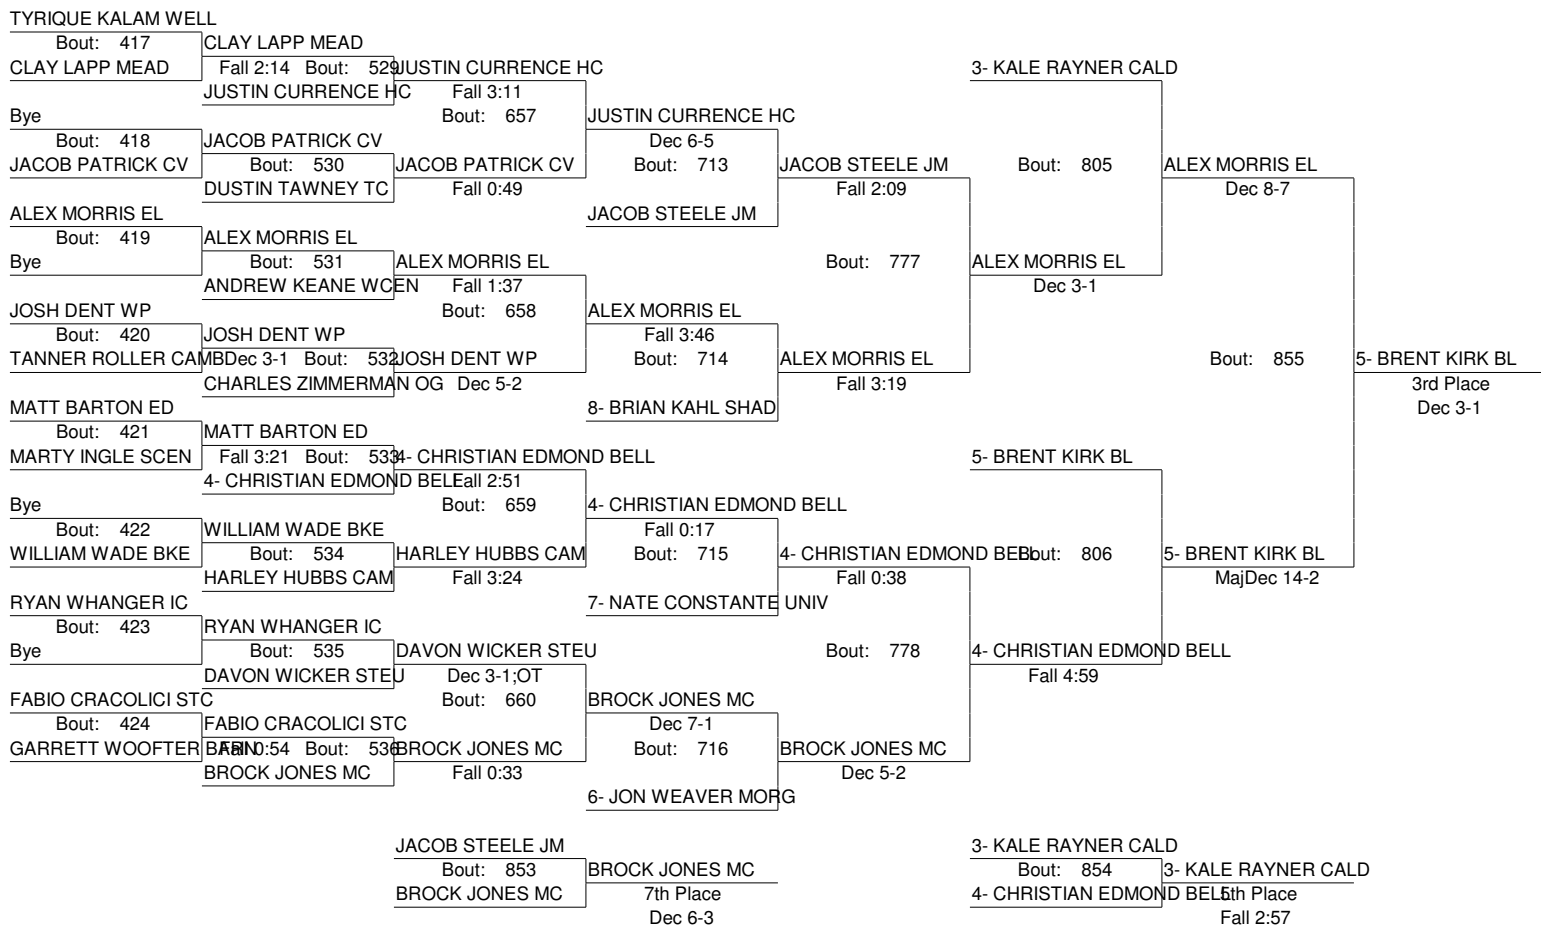 TYRIQUE KALAM WELL
Bout: 417 CLAY LAPP MEAD
CLAY LAPP MEAD Fall 2:14 Bout: 529 JUSTIN CURRENCE HC 3- KALE RAYNER CALD
JUSTIN CURRENCE HC Fall 3:11
Bye Bout: 657 JUSTIN CURRENCE HC
Bout: 418 JACOB PATRICK CV Dec 6-5
JACOB PATRICK CV Bout: 530 JACOB PATRICK CV Bout: 713 JACOB STEELE JM Bout: 805 ALEX MORRIS EL
DUSTIN TAWNEY TC Fall 0:49 Fall 2:09 Dec 8-7
ALEX MORRIS EL JACOB STEELE JM
Bout: 419 ALEX MORRIS EL
Bye Bout: 531 ALEX MORRIS EL Bout: 777 ALEX MORRIS EL
ANDREW KEANE WCEN Fall 1:37 Dec 3-1
JOSH DENT WP Bout: 658 ALEX MORRIS EL
Bout: 420 JOSH DENT WP Fall 3:46
TANNER ROLLER CAMB Dec 3-1 Bout: 532 JOSH DENT WP Bout: 714 ALEX MORRIS EL Bout: 855 5- BRENT KIRK BL
CHARLES ZIMMERMAN OG Dec 5-2 Fall 3:19 3rd Place
MATT BARTON ED 8- BRIAN KAHL SHAD Dec 3-1
Bout: 421 MATT BARTON ED
MARTY INGLE SCEN Fall 3:21 Bout: 533 4- CHRISTIAN EDMOND BELL 5- BRENT KIRK BL
4- CHRISTIAN EDMOND BELL Fall 2:51
Bye Bout: 659 4- CHRISTIAN EDMOND BELL
Bout: 422 WILLIAM WADE BKE Fall 0:17
WILLIAM WADE BKE Bout: 534 HARLEY HUBBS CAM Bout: 715 4- CHRISTIAN EDMOND BELL Bout: 806 5- BRENT KIRK BL
HARLEY HUBBS CAM Fall 3:24 Fall 0:38 MajDec 14-2
RYAN WHANGER IC 7- NATE CONSTANTE UNIV
Bout: 423 RYAN WHANGER IC
Bye Bout: 535 DAVON WICKER STEU Bout: 778 4- CHRISTIAN EDMOND BELL
DAVON WICKER STEU Dec 3-1;OT Fall 4:59
FABIO CRACOLICI STC Bout: 660 BROCK JONES MC
Bout: 424 FABIO CRACOLICI STC Dec 7-1
GARRETT WOOFTER BARIN Fall 0:54 Bout: 536 BROCK JONES MC Bout: 716 BROCK JONES MC
BROCK JONES MC Fall 0:33 Dec 5-2
6- JON WEAVER MORG
JACOB STEELE JM 3- KALE RAYNER CALD
Bout: 853 BROCK JONES MC Bout: 854 3- KALE RAYNER CALD
BROCK JONES MC 7th Place 4- CHRISTIAN EDMOND BELL 5th Place
Dec 6-3 Fall 2:57